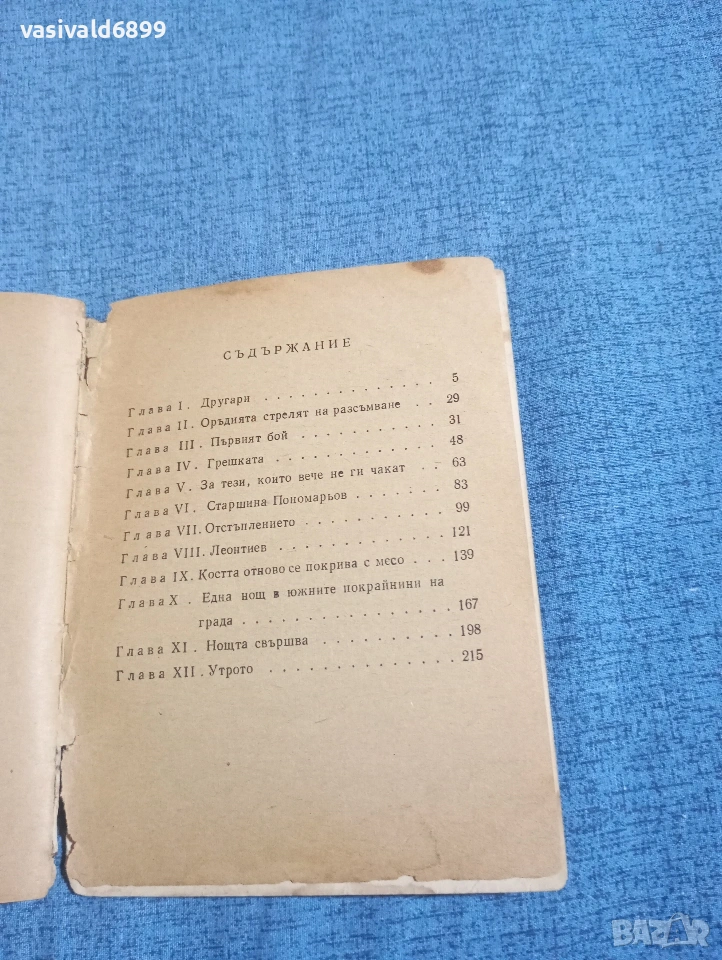 vasivald6899
СЪДЪРЖАНИЕ
Глава I. Другари . . . . . . . . . . . . . . 5
Глава II. Оръдията стрелят на разсъмване . . 29
Глава III. Първият бой . . . . . . . . . . . 31
Глава IV. Грешката . . . . . . . . . . . . . 48
Глава V. За тези, които вече не ги чакат . . 63
Глава VI. Старшина Пономарьов . . . . . . . 83
Глава VII. Отстъплението . . . . . . . . . . 99
Глава VIII. Леонтиев . . . . . . . . . . . . 121
Глава IX. Костта отново се покрива с месо . . . 139
Глава X . Една нощ в южните покрайнини на
града . . . . . . . . . . . . 167
Глава XI . Нощта свършва . . . . . . . . . . 198
Глава XII . Утрото . . . . . . . . . . . . . 215
BAZAR